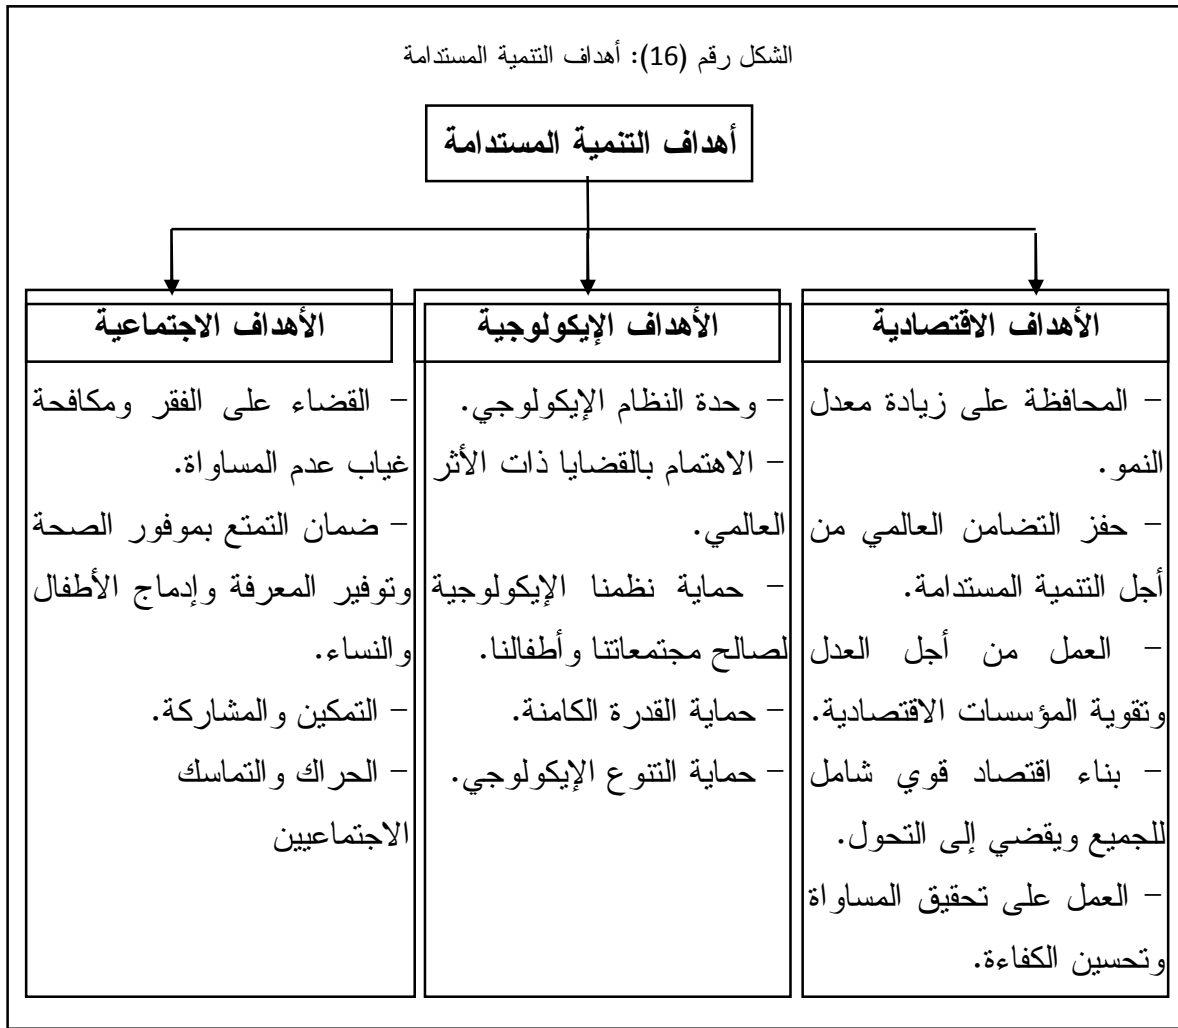 الشكل رقم (16): أهداف التنمية المستدامة
أهداف التنمية المستدامة
الأهداف الاقتصادية
- المحافظة على زيادة معدل
النمو.
- حفز التضامن العالمي من
أجل التنمية المستدامة.
- العمل من أجل العدل
وتقوية المؤسسات الاقتصادية.
- بناء اقتصاد قوي شامل
للجميع ويقضي إلى التحول.
- العمل على تحقيق المساواة
وتحسين الكفاءة.
الأهداف الإيكولوجية
- وحدة النظام الإيكولوجي.
- الاهتمام بالقضايا ذات الأثر
العالمي.
- حماية نظمنا الإيكولوجية
لصالح مجتمعاتنا وأطفالنا.
- حماية القدرة الكامنة.
- حماية التنوع الإيكولوجي.
الأهداف الاجتماعية
- القضاء على الفقر ومكافحة
غياب عدم المساواة.
- ضمان التمتع بموفور الصحة
وتوفير المعرفة وإدماج الأطفال
والنساء.
- التمكين والمشاركة.
- الحراك والتماسك
الاجتماعيين